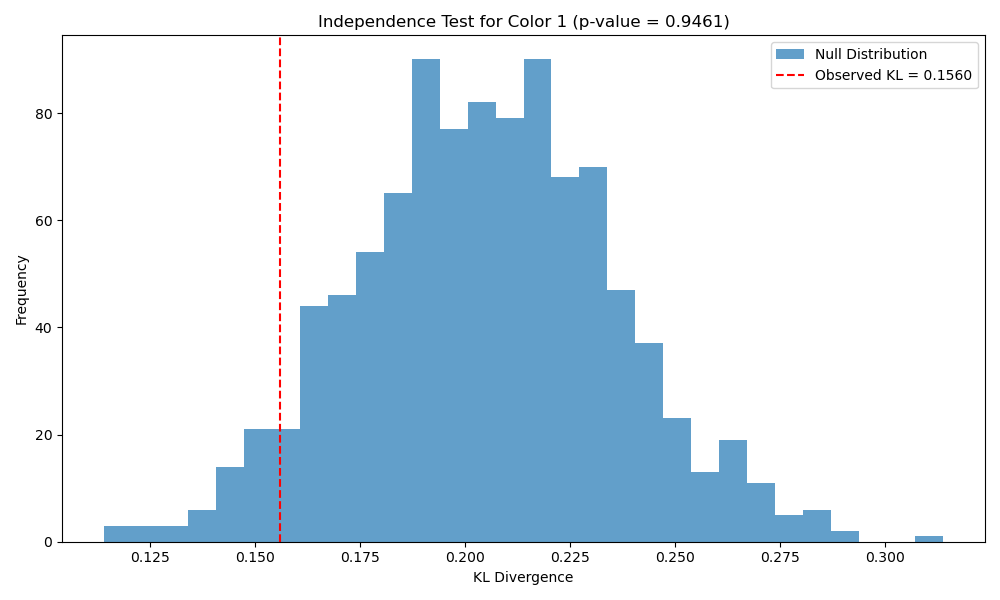 Independence Test for Color 1 (p-value = 0.9461)
Null Distribution
Observed KL = 0.1560
Frequency
80
60
40
20
0
0.125 0.150 0.175 0.200 0.225 0.250 0.275 0.300
KL Divergence